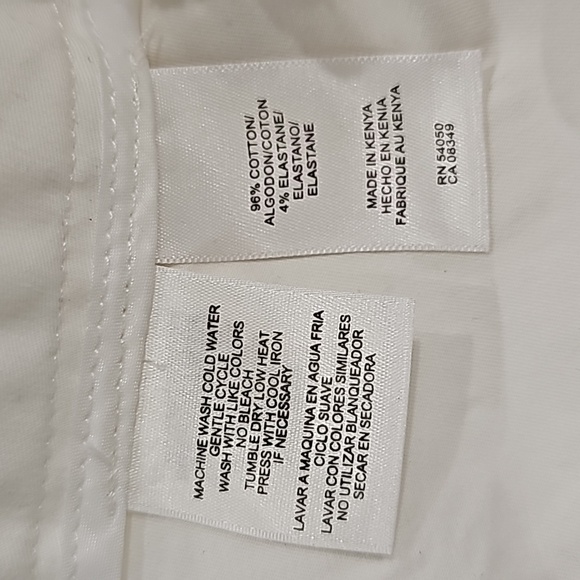 96% COTTON/
ALGODON/COTON
4% ELASTANE/
ELASTANO/
ELASTANE
MADE IN KENYA
HECHO EN KENIA
FABRIQUE AU KENYA
RN 54050
CA 08349
MACHINE WASH COLD WATER
GENTLE CYCLE
WASH WITH LIKE COLORS
NO BLEACH
TUMBLE DRY LOW HEAT
PRESS WITH COOL IRON
IF NECESSARY
LAVAR A MAQUINA EN AGUA FRIA
CICLO SUAVE
LAVAR CON COLORES SIMILARES
NO UTILIZAR BLANQUEADOR
SECAR EN SECADORA